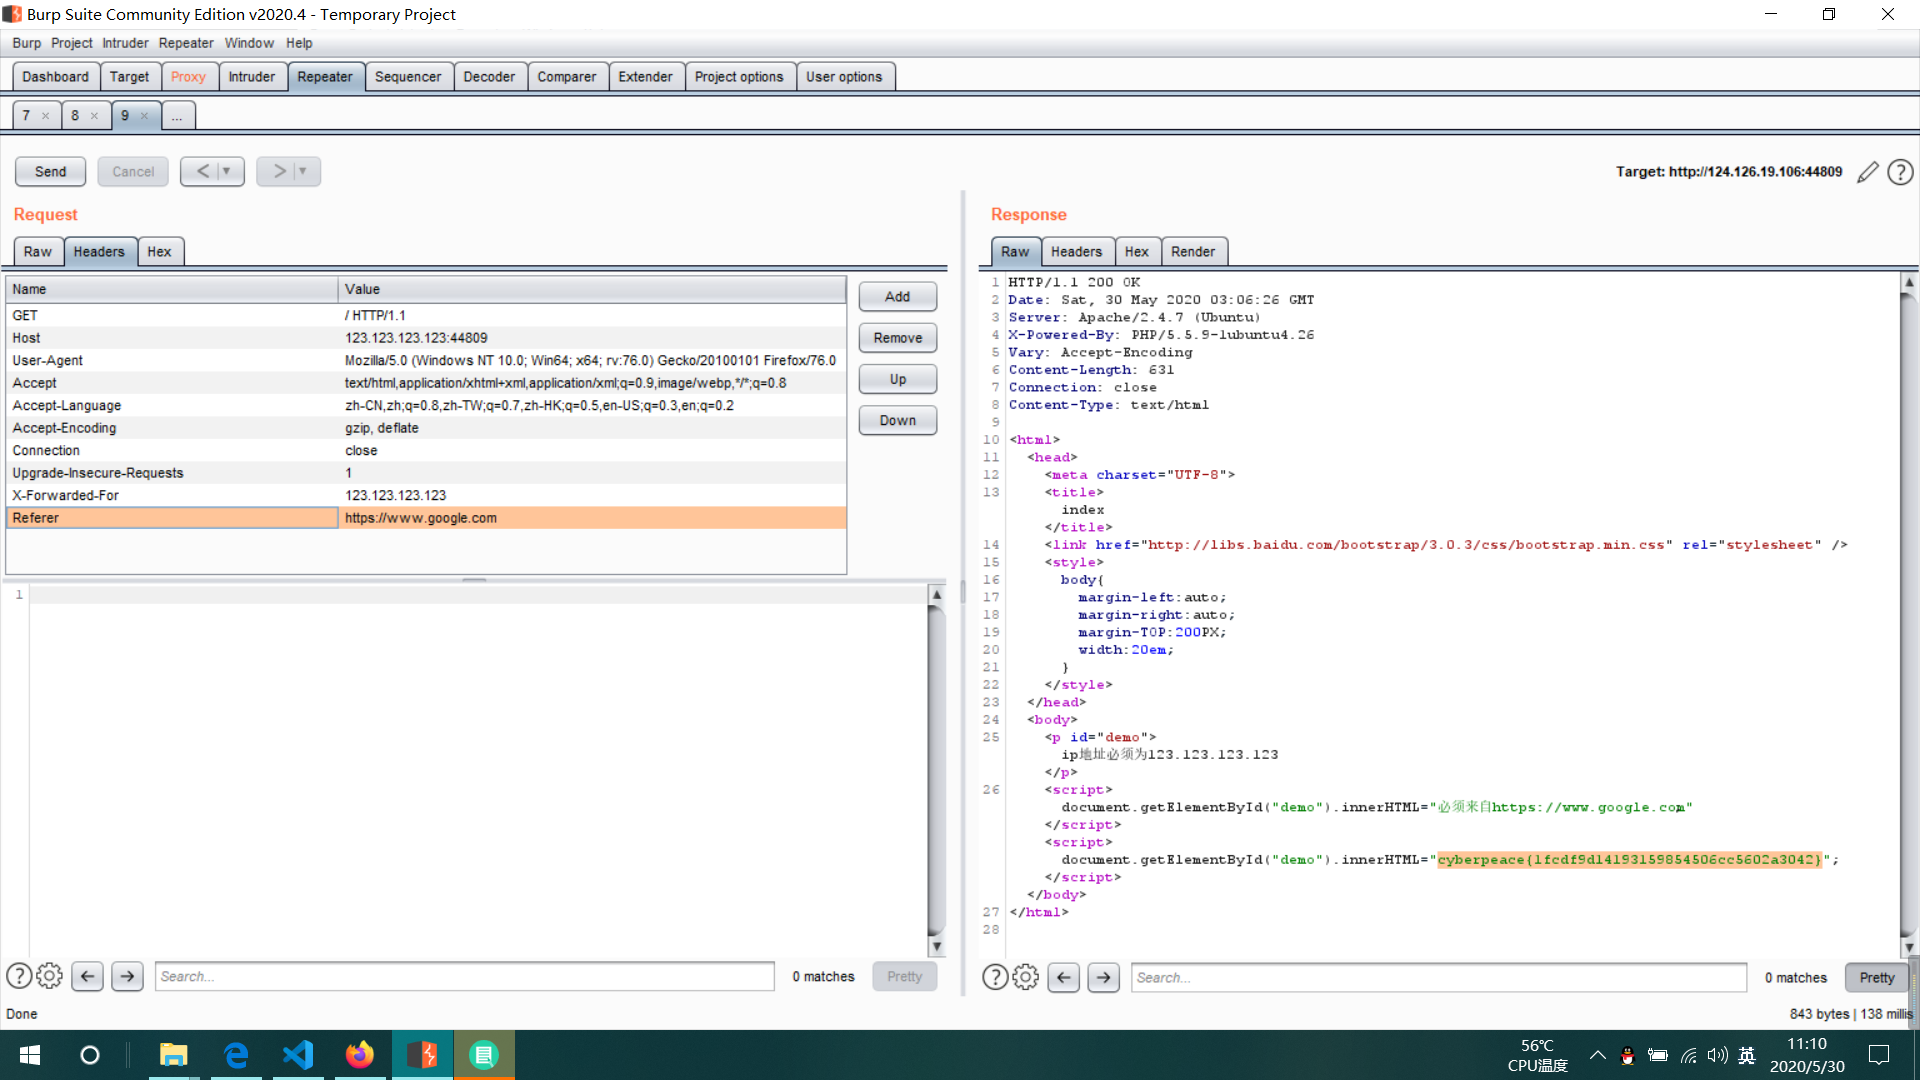 Burp Suite Community Edition v2020.4 - Temporary Project
Burp Project Intruder Repeater Window Help
Dashboard Target Proxy Intruder Repeater Sequencer Decoder Comparer Extender Project options User options
7 × 8 × 9 × ...
Send Cancel < > Target: http://124.126.19.106:44809
Request
Raw Headers Hex
Name Value
GET / HTTP/1.1
Host 123.123.123.123:44809
User-Agent Mozilla/5.0 (Windows NT 10.0; Win64; x64; rv:76.0) Gecko/20100101 Firefox/76.0
Accept text/html,application/xhtml+xml,application/xml;q=0.9,image/webp,*/*;q=0.8
Accept-Language zh-CN,zh;q=0.8,zh-TW;q=0.7,zh-HK;q=0.5,en-US;q=0.3,en;q=0.2
Accept-Encoding gzip, deflate
Connection close
Upgrade-Insecure-Requests 1
X-Forwarded-For 123.123.123.123
Referer https://www.google.com
Add
Remove
Up
Down
1
Search... 0 matches Pretty
Response
Raw Headers Hex Render
1 HTTP/1.1 200 OK
2 Date: Sat, 30 May 2020 03:06:26 GMT
3 Server: Apache/2.4.7 (Ubuntu)
4 X-Powered-By: PHP/5.5.9-1ubuntu4.26
5 Vary: Accept-Encoding
6 Content-Length: 631
7 Connection: close
8 Content-Type: text/html
9
10 <html>
11 <head>
12 <meta charset="UTF-8">
13 <title>
index
</title>
14 <link href="http://libs.baidu.com/bootstrap/3.0.3/css/bootstrap.min.css" rel="stylesheet" />
15 <style>
16 body{
17 margin-left:auto;
18 margin-right:auto;
19 margin-TOP:200PX;
20 width:20em;
21 }
22 </style>
23 </head>
24 <body>
25 <p id="demo">
ip地址必须为123.123.123.123
</p>
26 <script>
document.getElementById("demo").innerHTML="必须来自https://www.google.com"
</script>
<script>
document.getElementById("demo").innerHTML="cyberpeace{1fcdf9d14193159854506cc5602a3042}";
</script>
</body>
27 </html>
28
Search... 0 matches Pretty
Done 843 bytes | 138 millis
56℃
CPU温度
英
11:10
2020/5/30